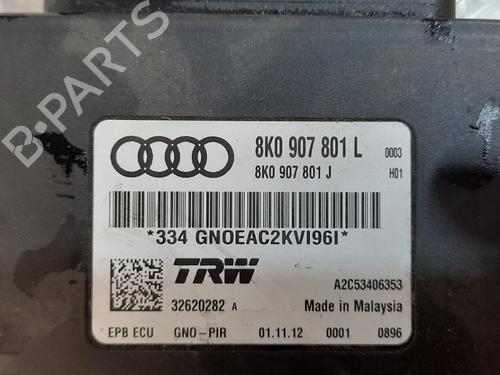 8K0 907 801 L 0003
8K0 907 801 J H01
*334 GNOEAC2KVI96I*
TRW
A2C53406353
32620282 A Made in Malaysia
EPB ECU GNO-PIR 01.11.12 0001 0896
B-PARTS